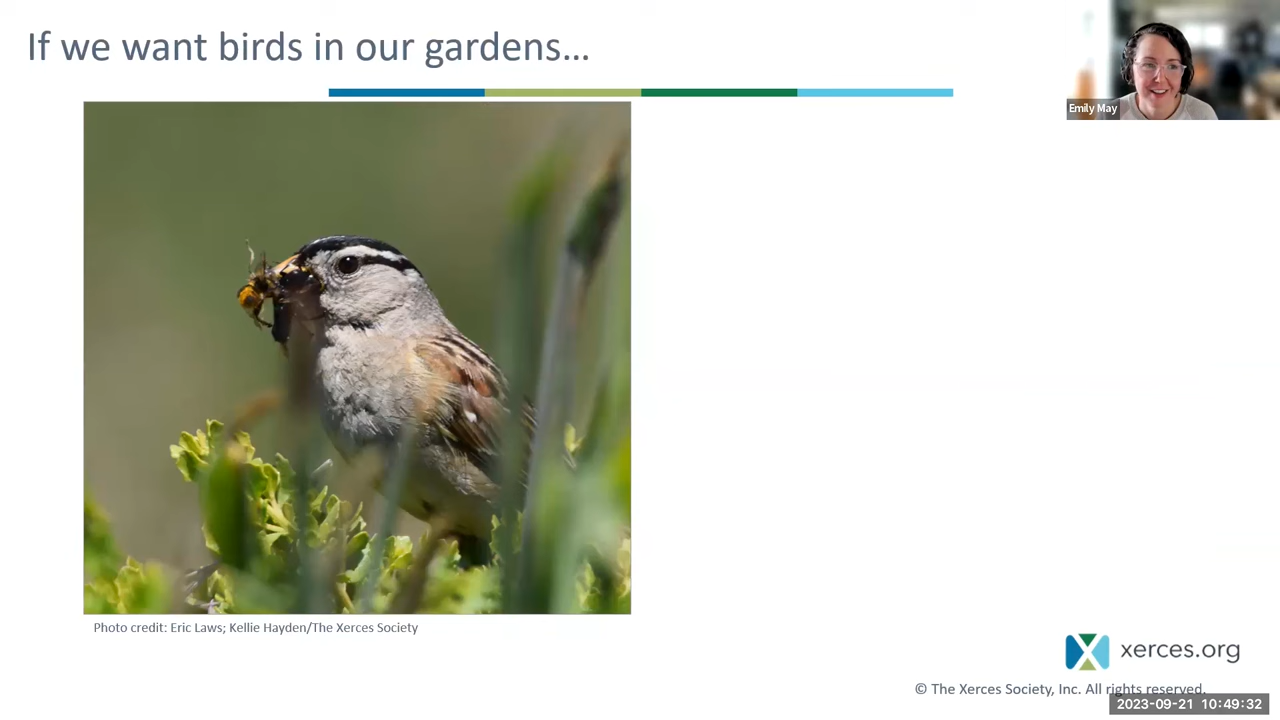 If we want birds in our gardens...
Emily May
Photo credit: Eric Laws; Kellie Hayden/The Xerces Society
xerces.org
© The Xerces Society, Inc. All rights reserved.
2023-09-21 10:49:32